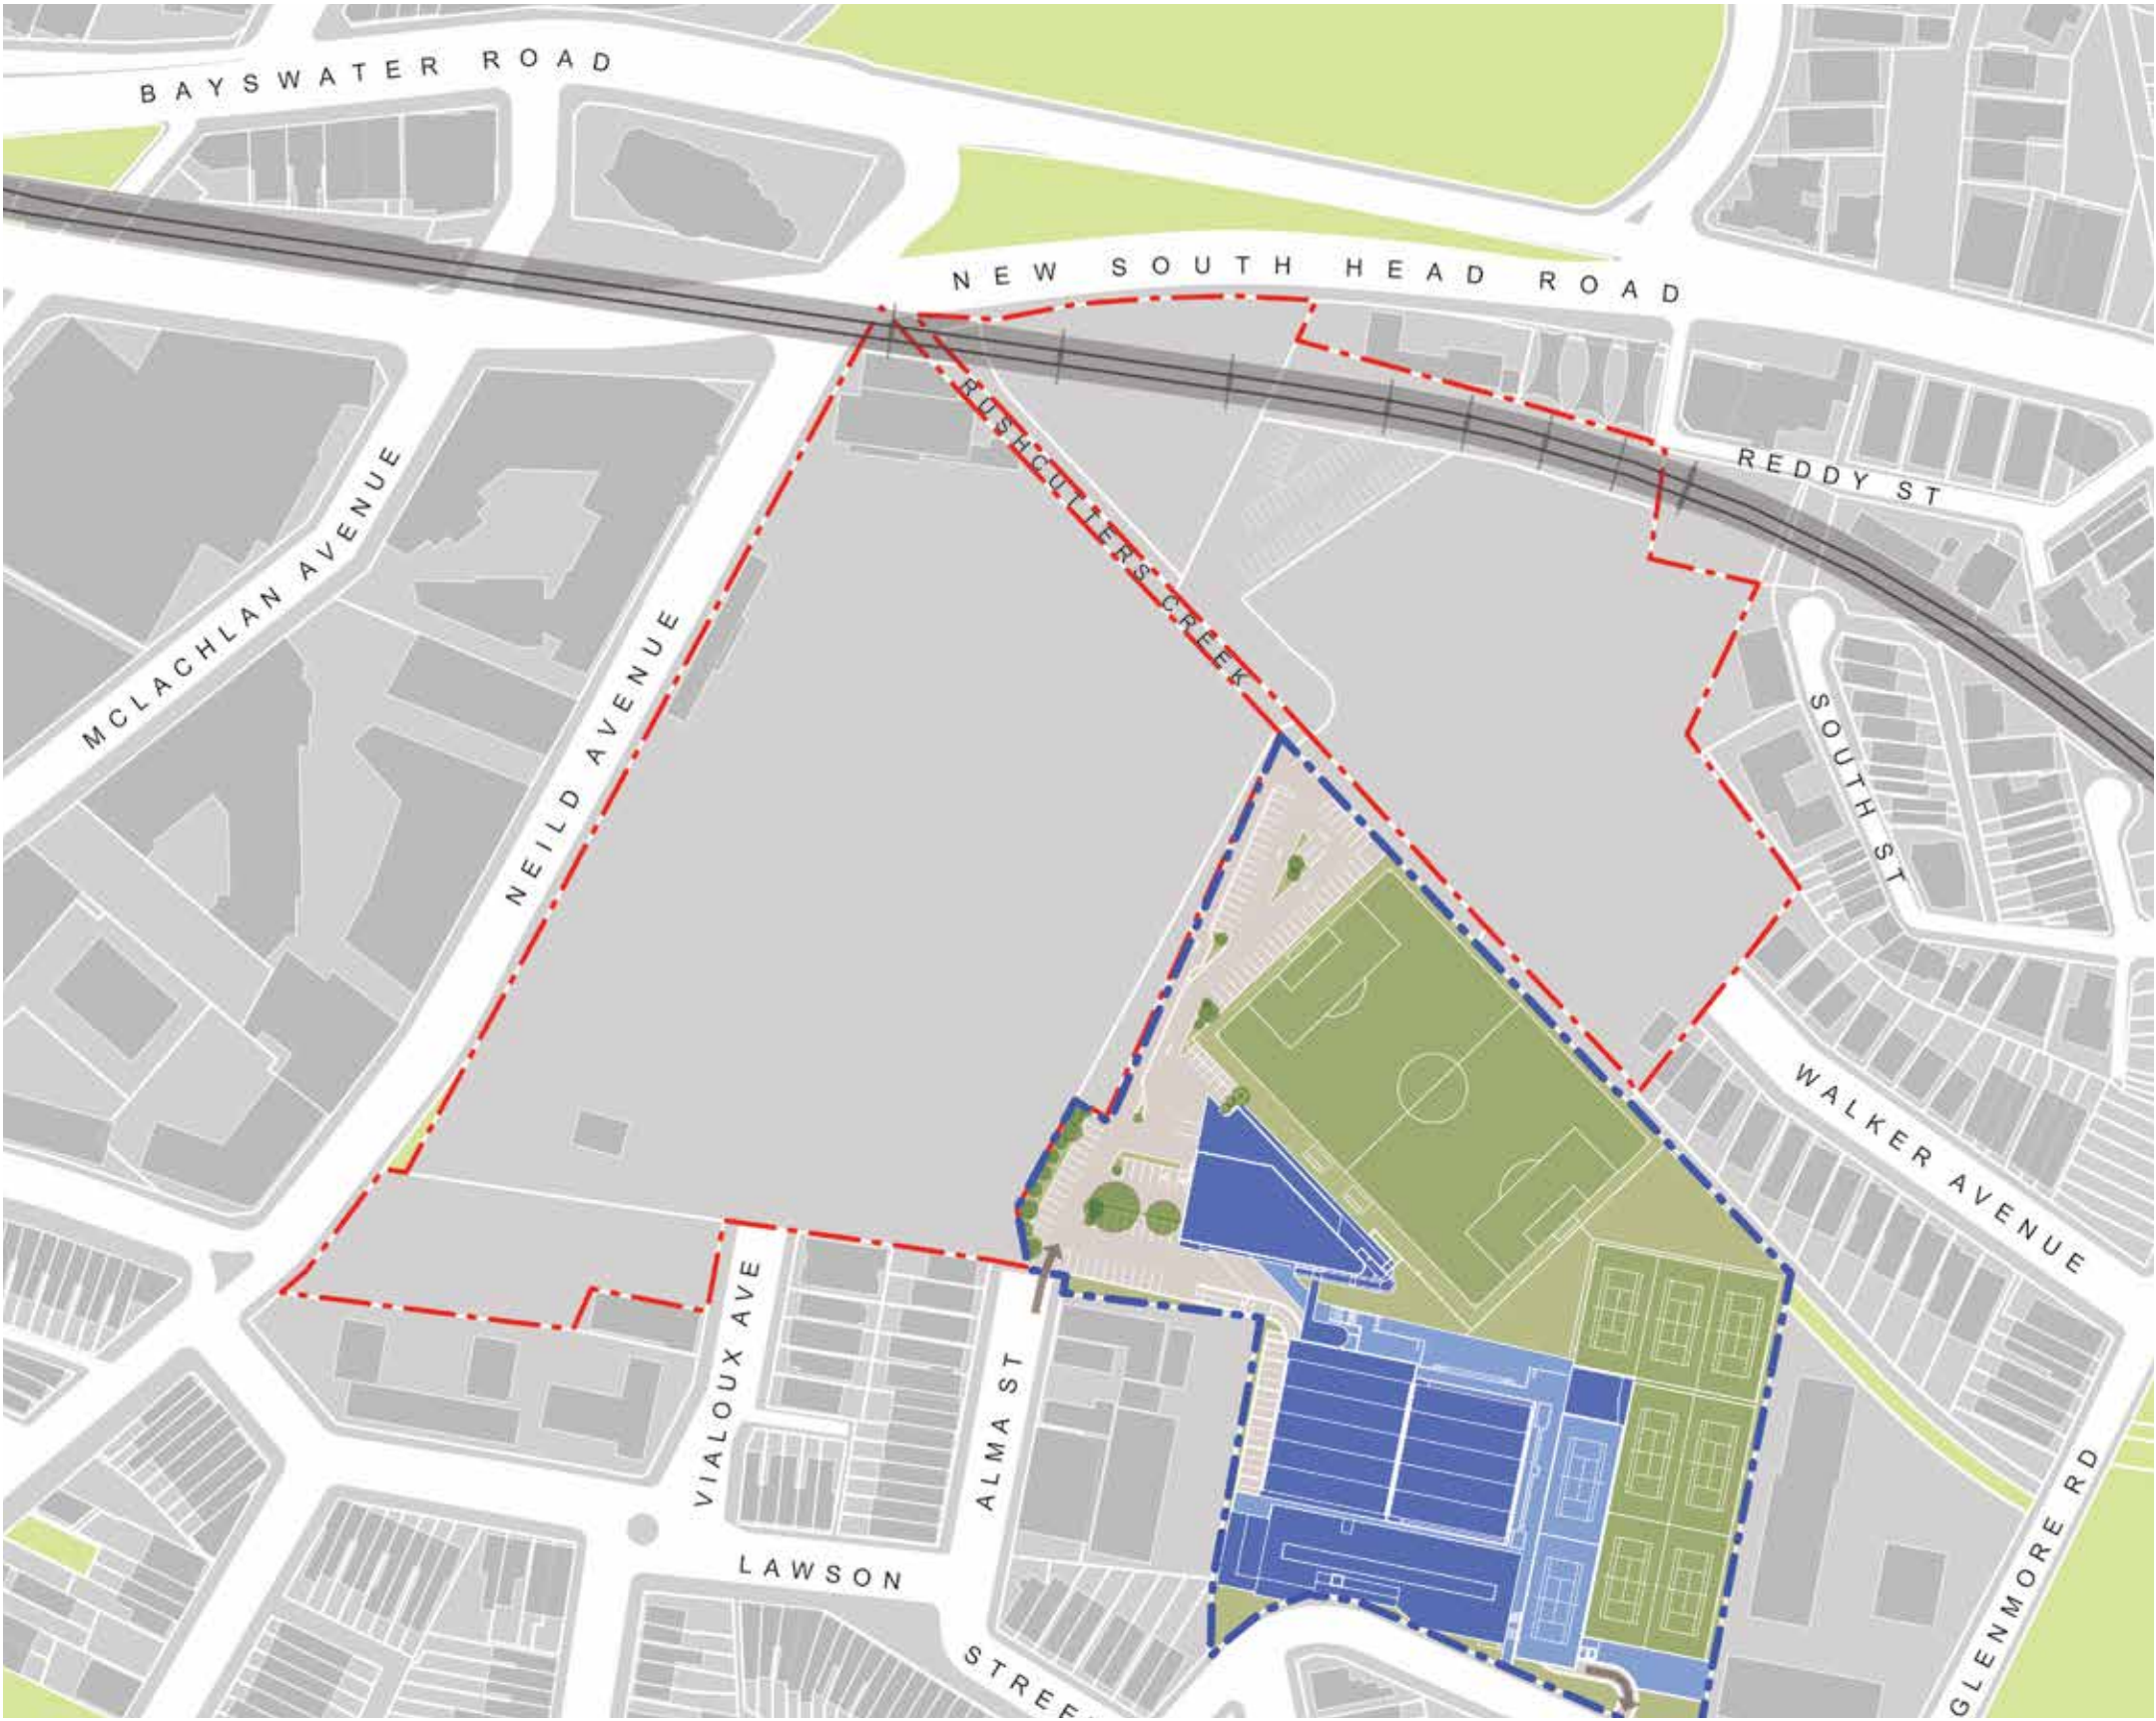 BAYSWATER ROAD
NEW SOUTH HEAD ROAD
RUSHCUTTERS CREEK
REDDY ST
MCLACHLAN AVENUE
NEILD AVENUE
SOUTH ST
WALKER AVENUE
VIALOUX AVE
ALMA ST
GLENMORE RD
LAWSON
STREE